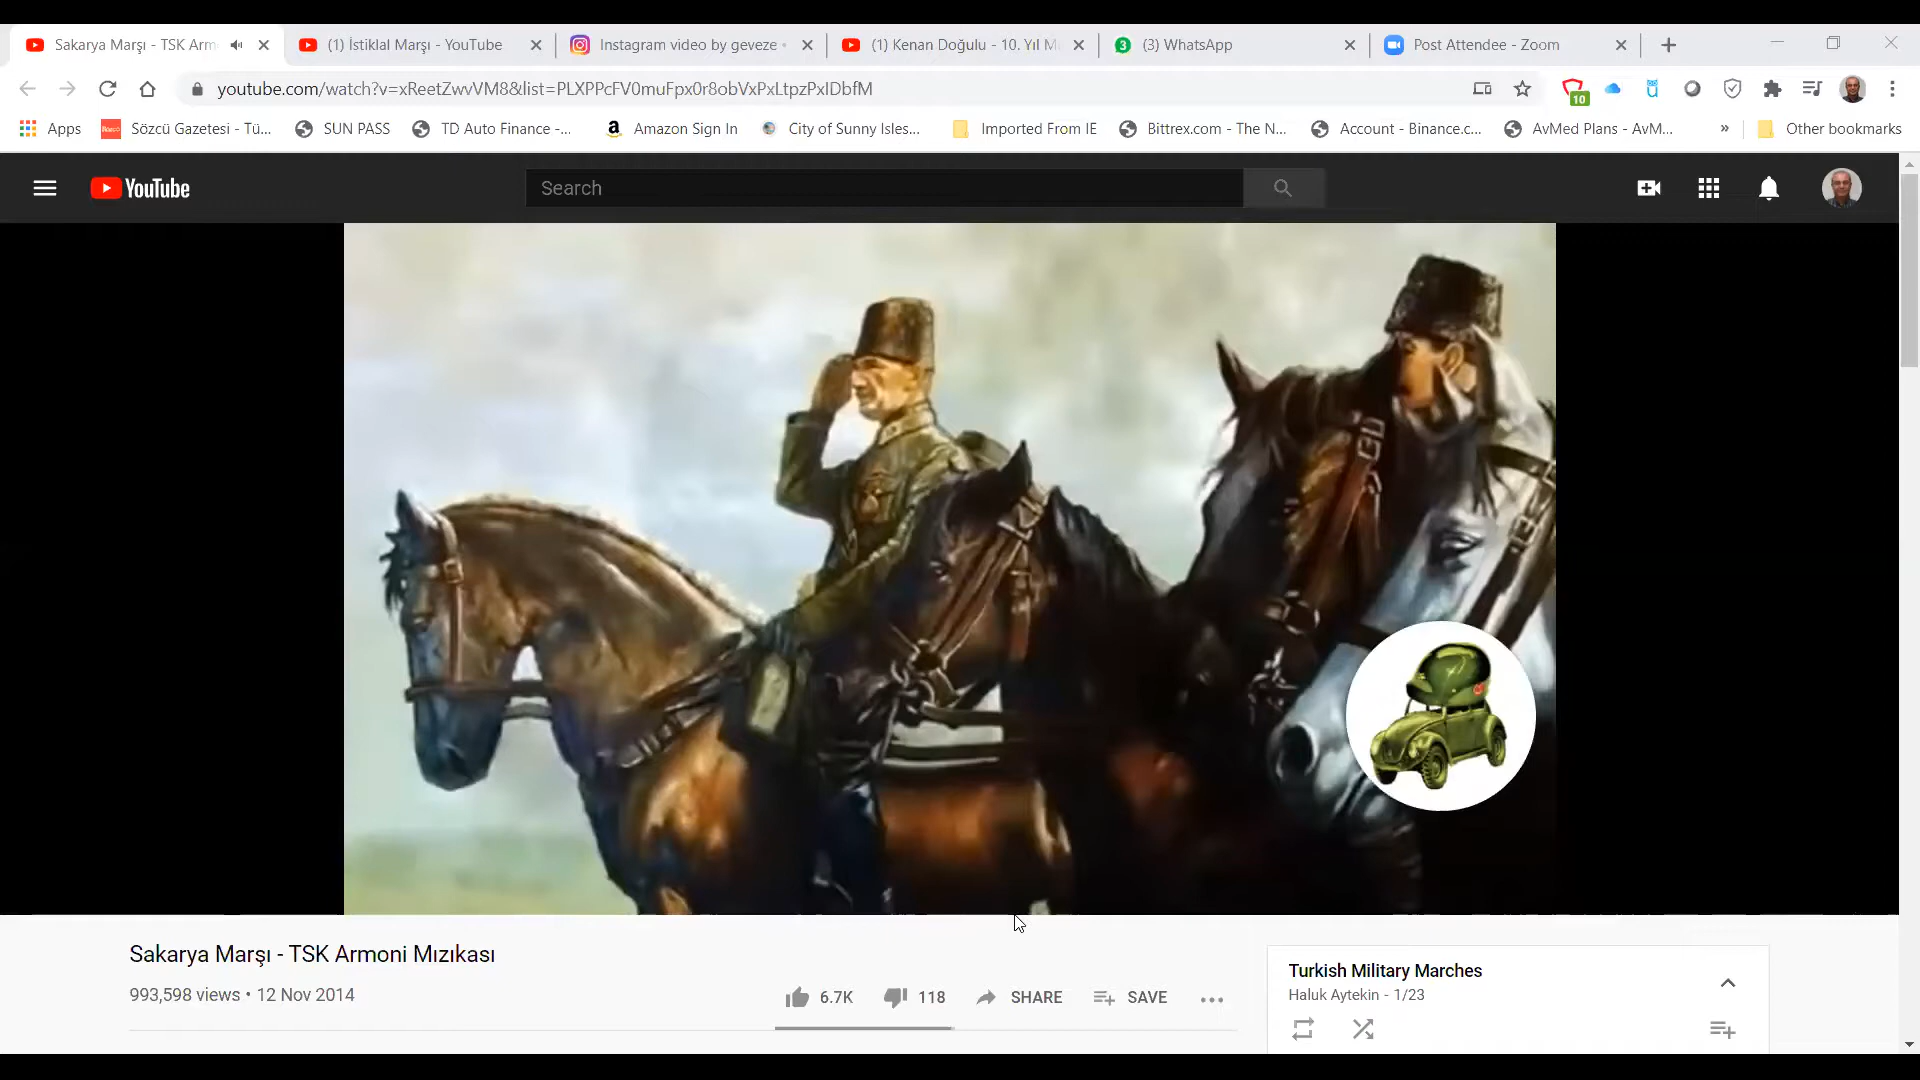 Sakarya Marşı - TSK Arm
(1) İstiklal Marşı - YouTube
Instagram video by geveze •
(1) Kenan Doğulu - 10. Yıl M
3
(3) WhatsApp
Post Attendee - Zoom
youtube.com/watch?v=xReetZwvVM8&list=PLXPPcFV0muFpx0r8obVxPxLtpzPxIDbfM
10
Apps
Sözcü Gazetesi - Tü...
SUN PASS
TD Auto Finance -...
Amazon Sign In
City of Sunny Isles...
Imported From IE
Bittrex.com - The N...
Account - Binance.c...
AvMed Plans - AvM...
»
Other bookmarks
YouTube
Search
Sakarya Marşı - TSK Armoni Mızıkası
993,598 views • 12 Nov 2014
6.7K
118
SHARE
SAVE
Turkish Military Marches
Haluk Aytekin - 1/23